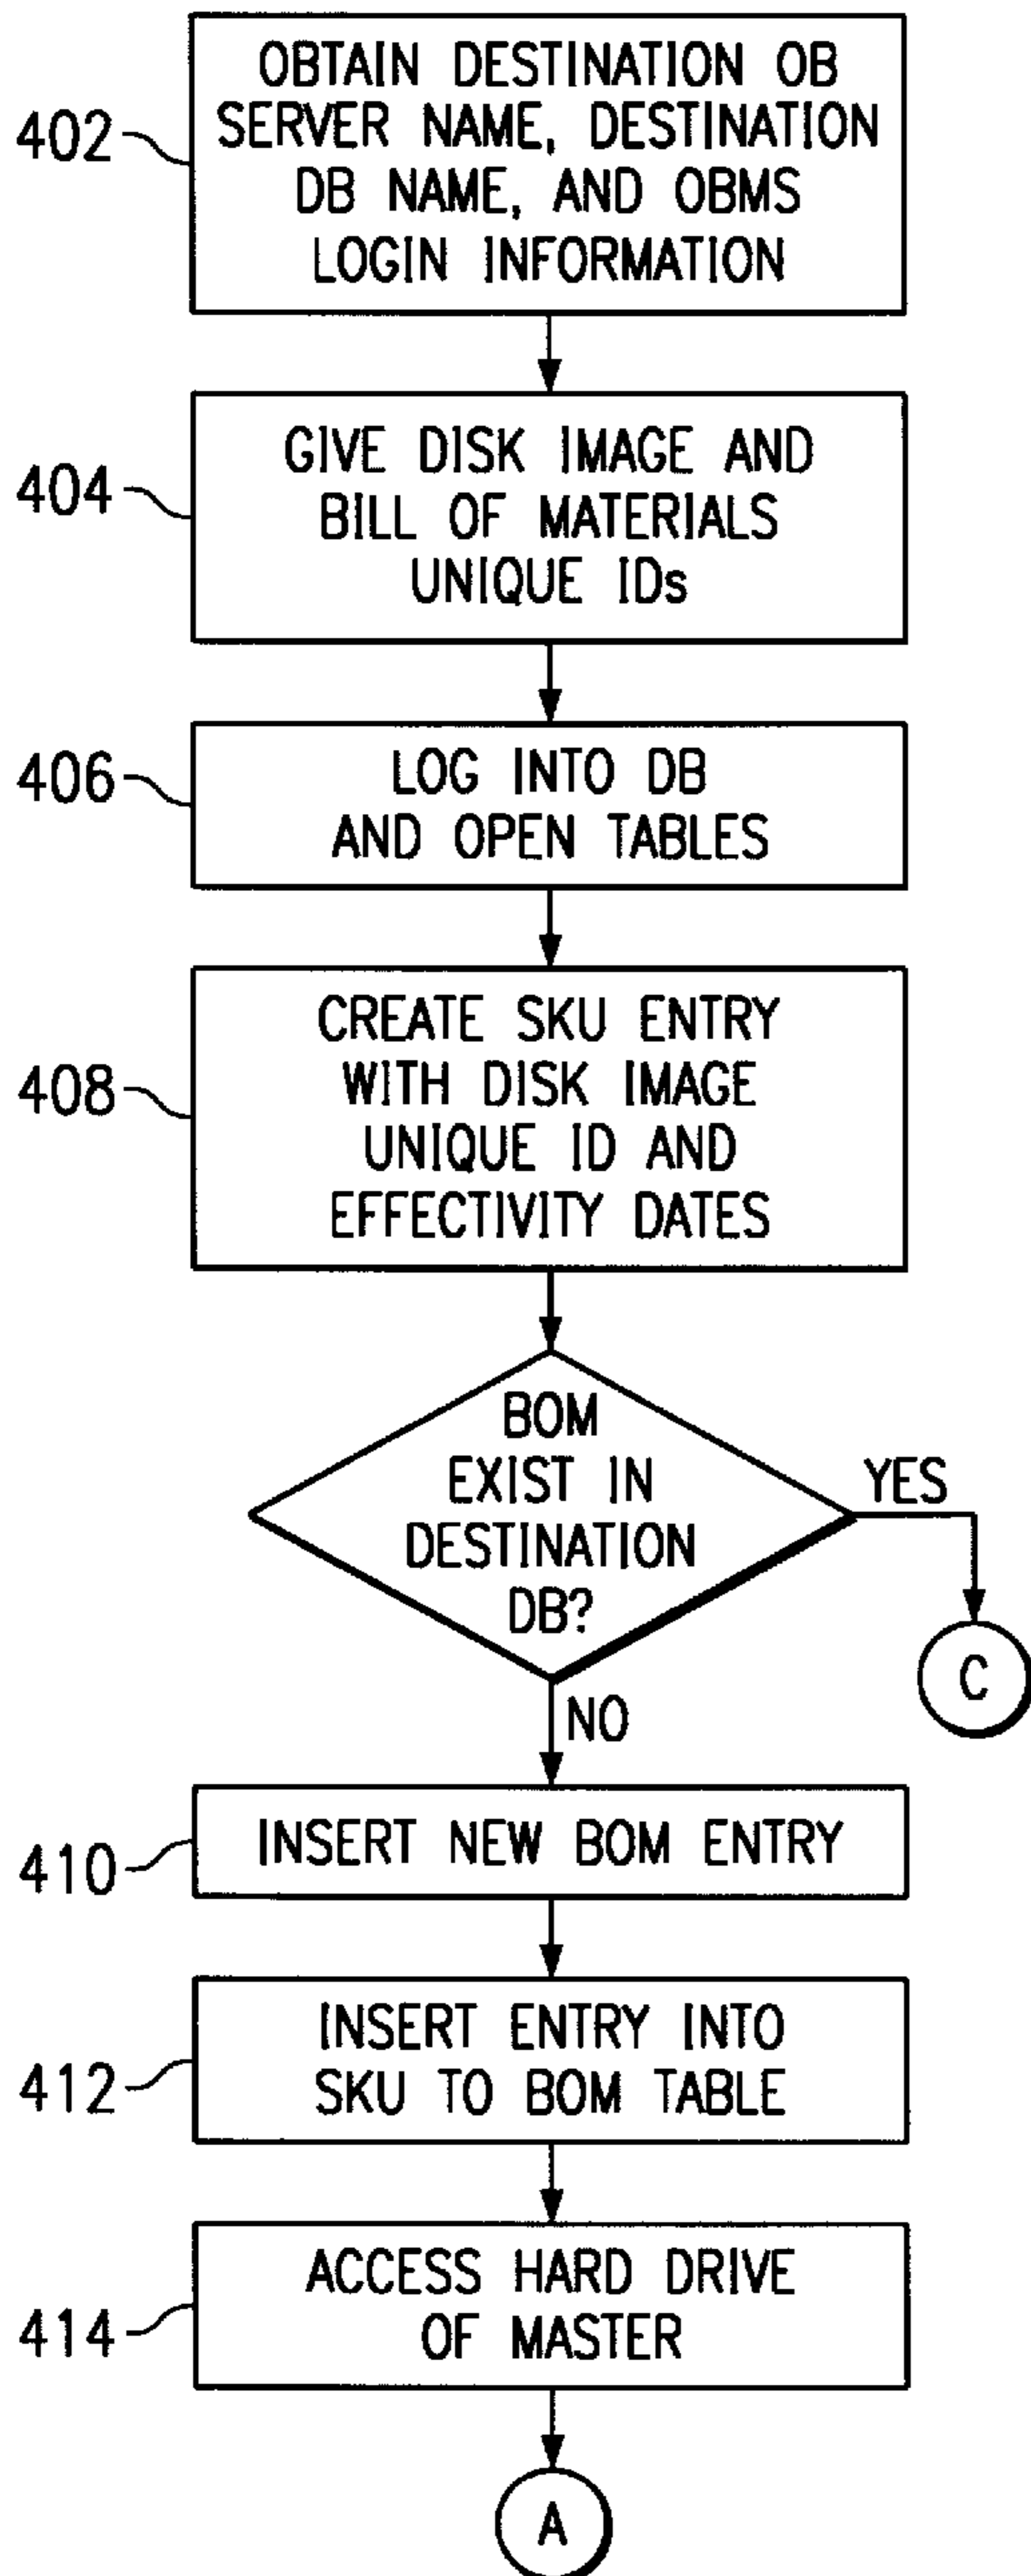 402
OBTAIN DESTINATION OB
SERVER NAME, DESTINATION
DB NAME, AND OBMS
LOGIN INFORMATION
404
GIVE DISK IMAGE AND
BILL OF MATERIALS
UNIQUE IDs
406
LOG INTO DB
AND OPEN TABLES
408
CREATE SKU ENTRY
WITH DISK IMAGE
UNIQUE ID AND
EFFECTIVITY DATES
BOM
EXIST IN
DESTINATION
DB?
YES
C
NO
410
INSERT NEW BOM ENTRY
412
INSERT ENTRY INTO
SKU TO BOM TABLE
414
ACCESS HARD DRIVE
OF MASTER
A